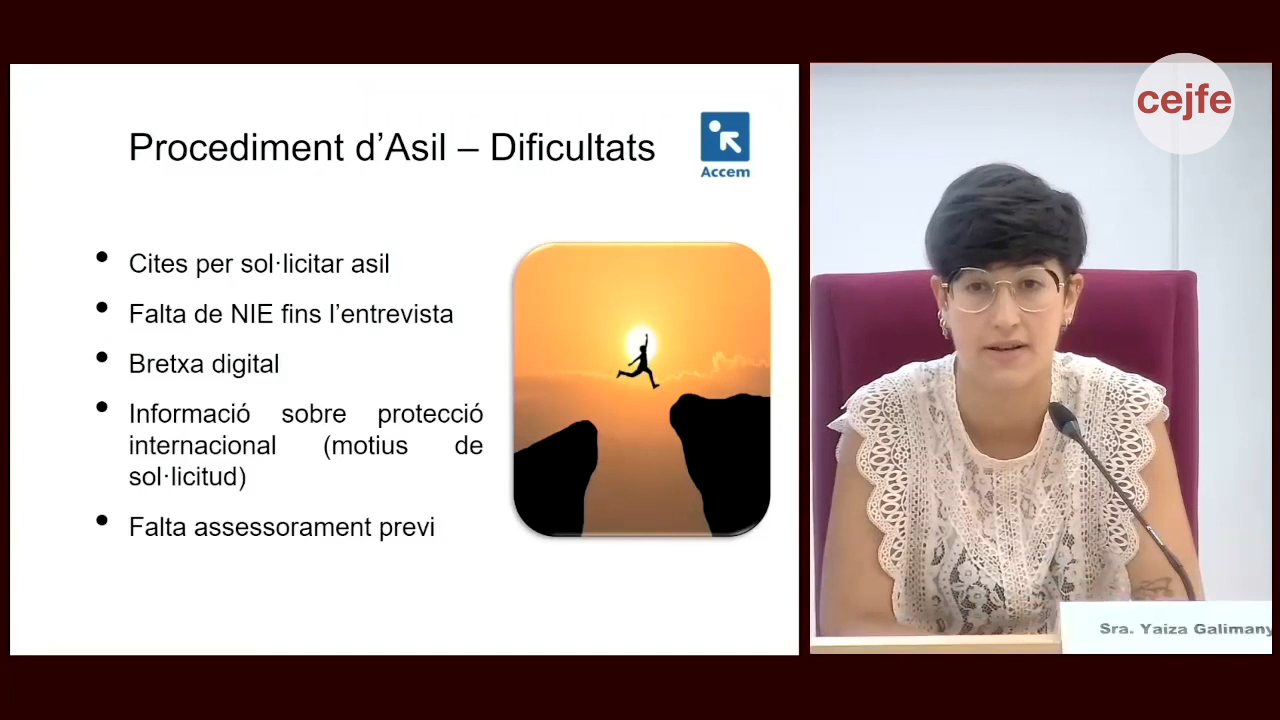 Procediment d’Asil – Dificultats
Accem
• Cites per sol·licitar asil
• Falta de NIE fins l’entrevista
• Bretxa digital
• Informació sobre protecció
internacional (motius de
sol·licitud)
• Falta assessorament previ
cejfe
Sra. Yaiza Galimany